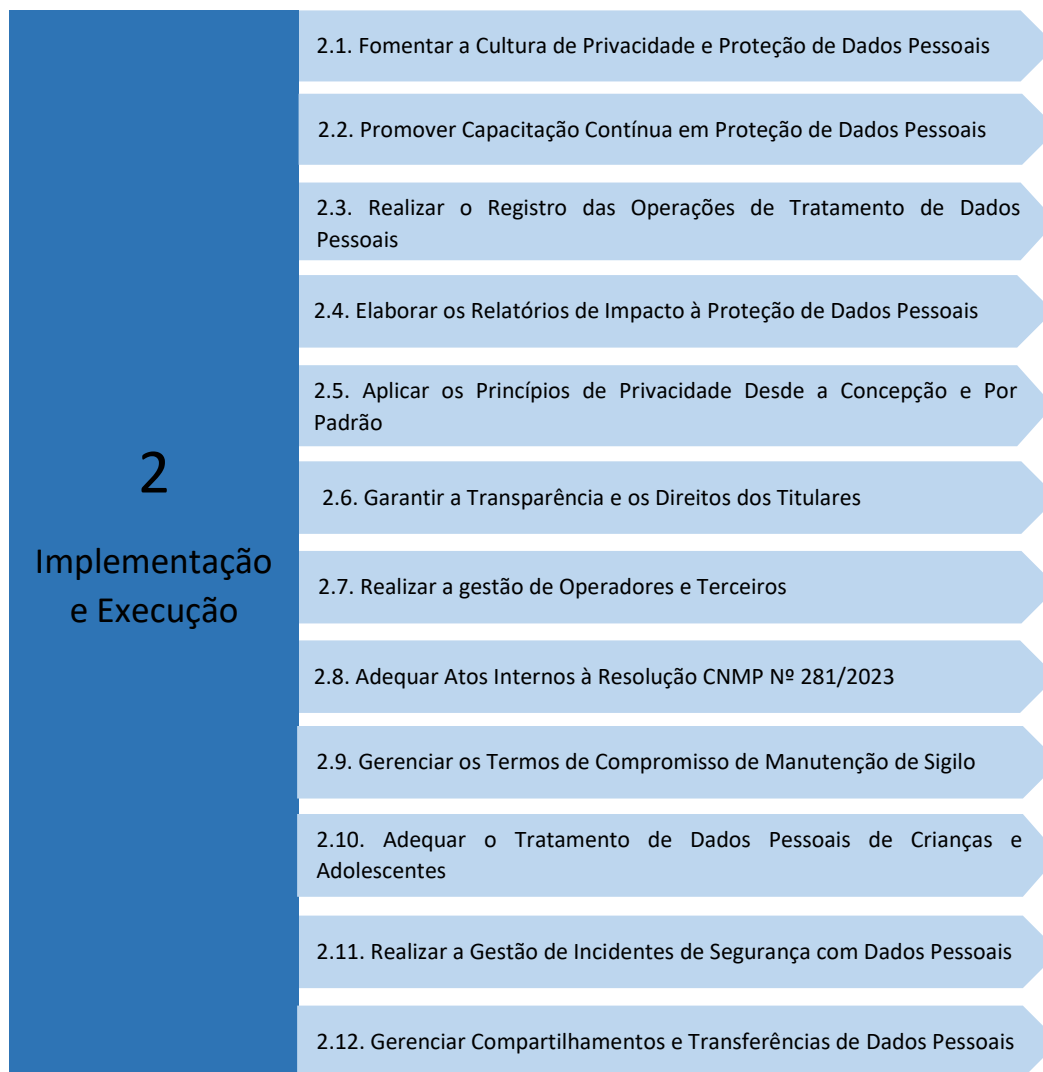 2
Implementação
e Execução
2.1. Fomentar a Cultura de Privacidade e Proteção de Dados Pessoais
2.2. Promover Capacitação Contínua em Proteção de Dados Pessoais
2.3. Realizar o Registro das Operações de Tratamento de Dados
Pessoais
2.4. Elaborar os Relatórios de Impacto à Proteção de Dados Pessoais
2.5. Aplicar os Princípios de Privacidade Desde a Concepção e Por
Padrão
2.6. Garantir a Transparência e os Direitos dos Titulares
2.7. Realizar a gestão de Operadores e Terceiros
2.8. Adequar Atos Internos à Resolução CNMP Nº 281/2023
2.9. Gerenciar os Termos de Compromisso de Manutenção de Sigilo
2.10. Adequar o Tratamento de Dados Pessoais de Crianças e
Adolescentes
2.11. Realizar a Gestão de Incidentes de Segurança com Dados Pessoais
2.12. Gerenciar Compartilhamentos e Transferências de Dados Pessoais